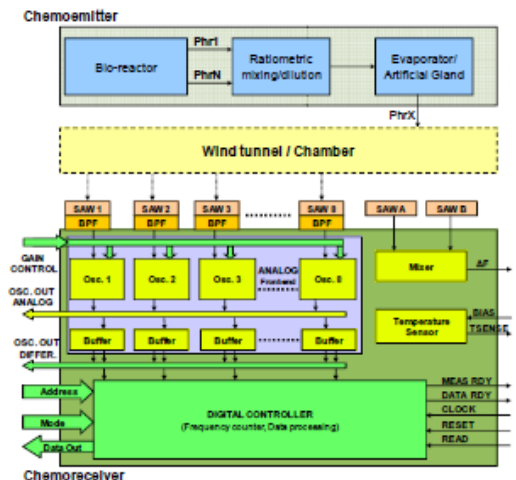 Chemoemitter
Bio-reactor
Phr1
PhrN
Ratiometric
mixing/dilution
Evaporator/
Artificial Gland
PhrX
Wind tunnel / Chamber
SAW 1
SAW 2
SAW 3
SAW 8
SAW A
SAW B
BPF
BPF
BPF
BPF
GAIN
CONTROL
Osc. 1
Osc. 2
Osc. 3
ANALOG
Frontend
Osc. 8
Mixer
ΔF
OSC. OUT
ANALOG
Buffer
Buffer
Buffer
Buffer
Temperature
Sensor
BIAS
TSENSE
OSC. OUT
DIFFER.
Address
Mode
Data Out
DIGITAL CONTROLLER
(Frequency counter, Data processing)
MEAS RDY
DATA RDY
CLOCK
RESET
READ
Chemoreceiver